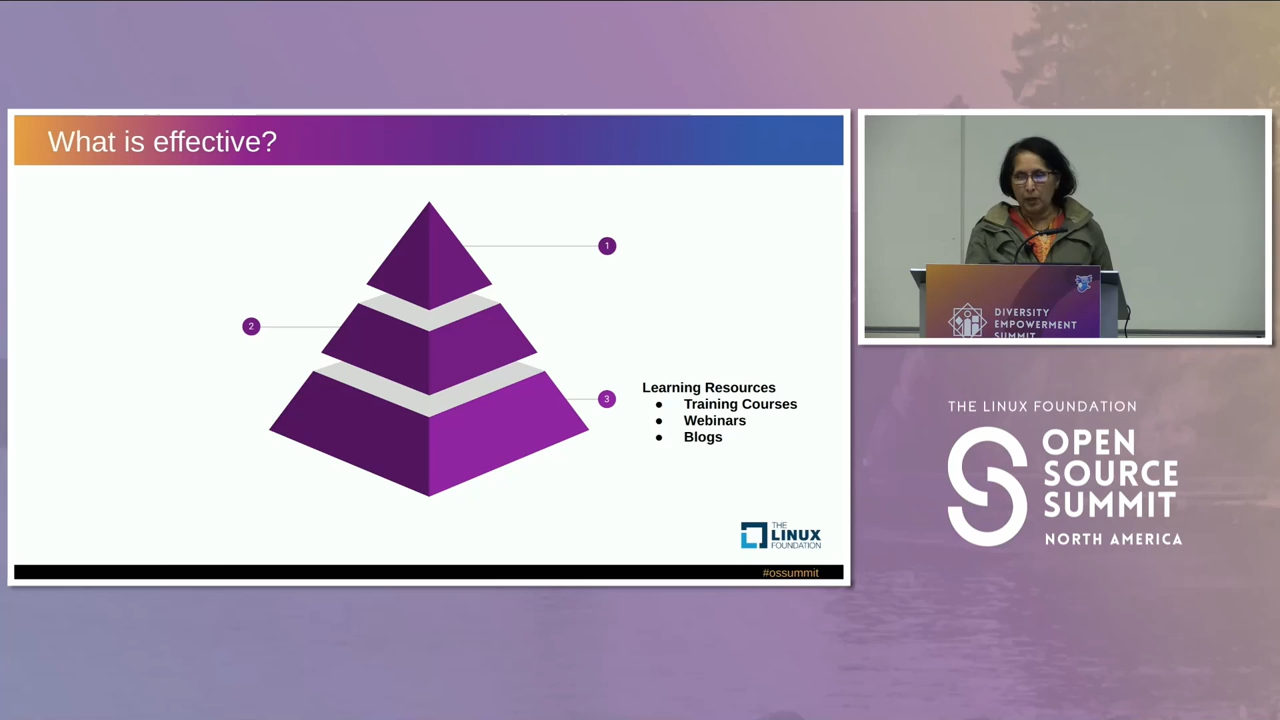 What is effective?
1
2
3
Learning Resources
● Training Courses
● Webinars
● Blogs
THE
LINUX
FOUNDATION
#ossummit
DIVERSITY
EMPOWERMENT
SUMMIT
THE LINUX FOUNDATION
OPEN
SOURCE
SUMMIT
NORTH AMERICA